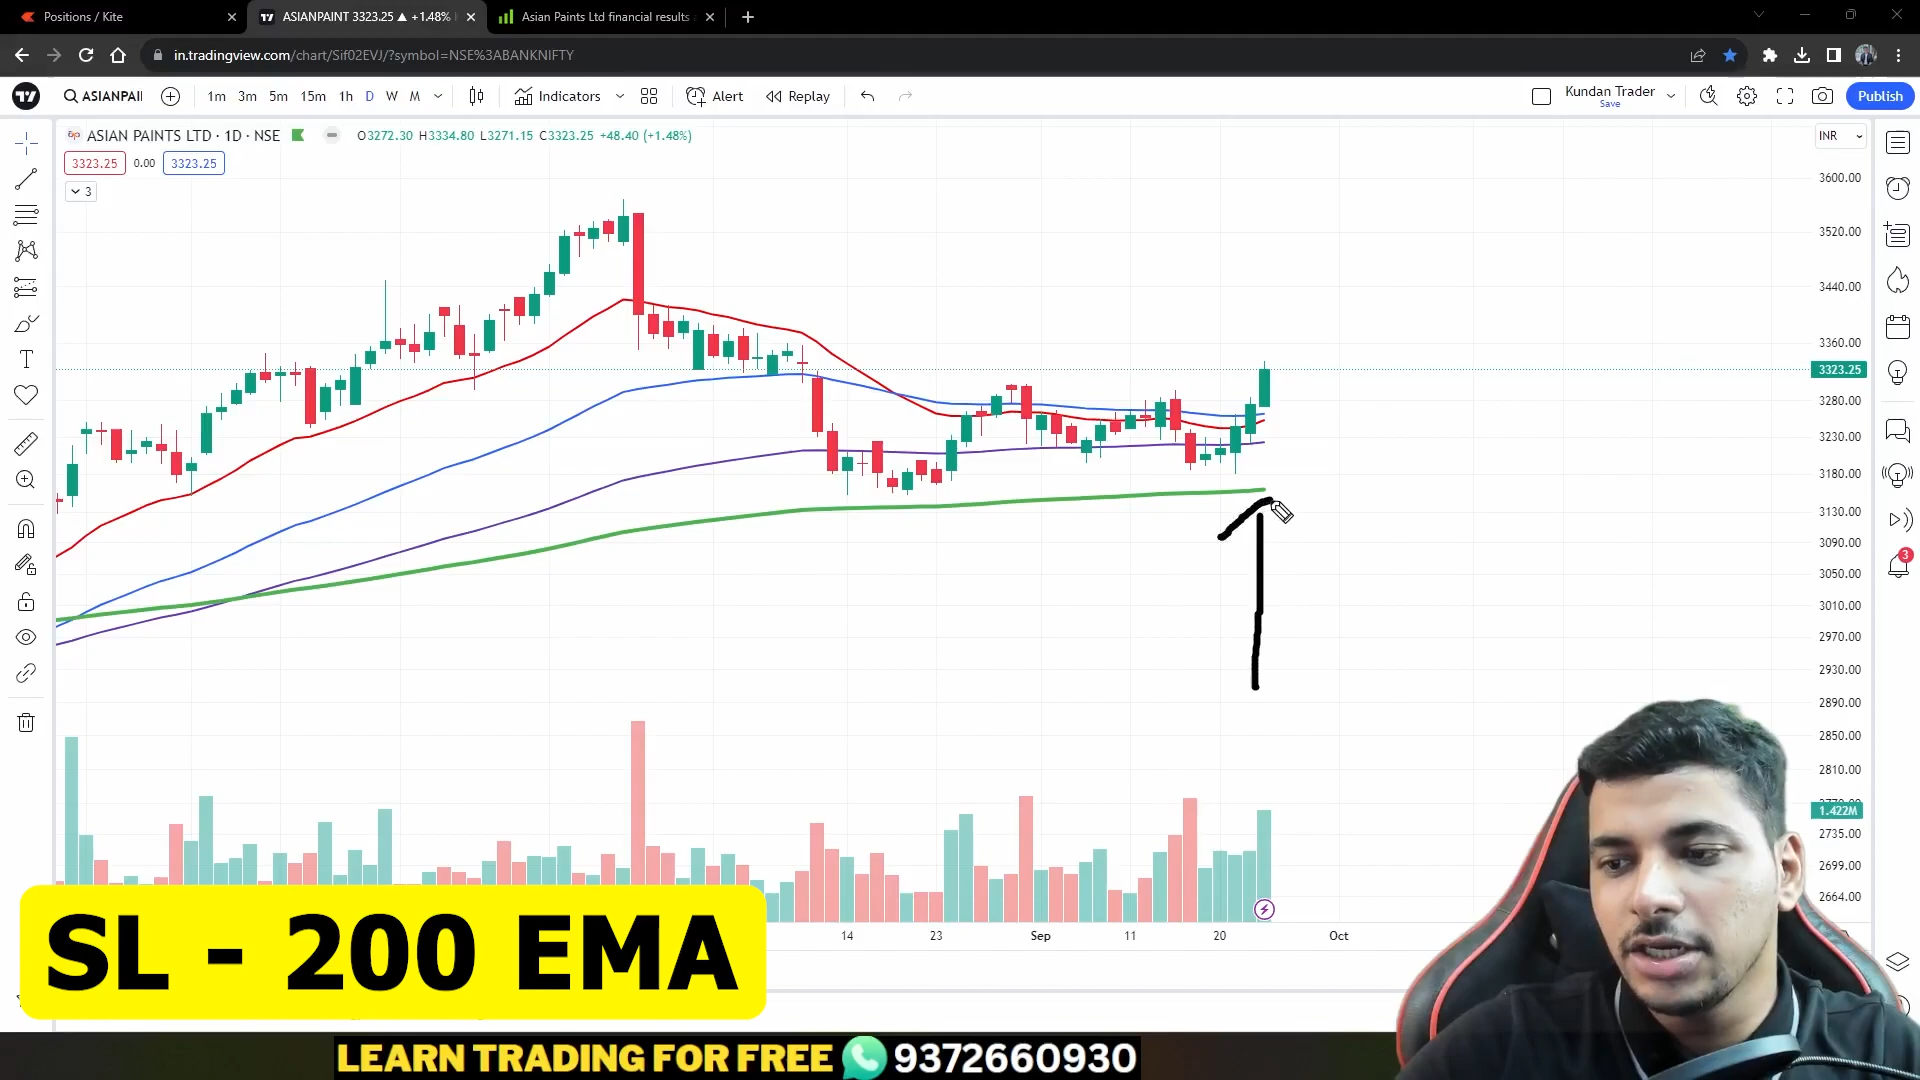 Positions / Kite
ASIANPAINT 3323.25 ▲ +1.48%
Asian Paints Ltd financial results
in.tradingview.com/chart/Sif02EVJ/?symbol=NSE%3ABANKNIFTY
ASIANPAII 1m 3m 5m 15m 1h D W M Indicators Alert Replay Kundan Trader Save Publish
ASIAN PAINTS LTD · 1D · NSE O3272.30 H3334.80 L3271.15 C3323.25 +48.40 (+1.48%) INR
3323.25 0.00 3323.25
3
3600.00
3520.00
3440.00
3360.00
3323.25
3280.00
3230.00
3180.00
3130.00
3090.00
3050.00
3010.00
2970.00
2930.00
2890.00
2850.00
2810.00
1.422M
2735.00
2699.00
2664.00
3
14 23 Sep 11 20 Oct
SL - 200 EMA
LEARN TRADING FOR FREE 9372660930